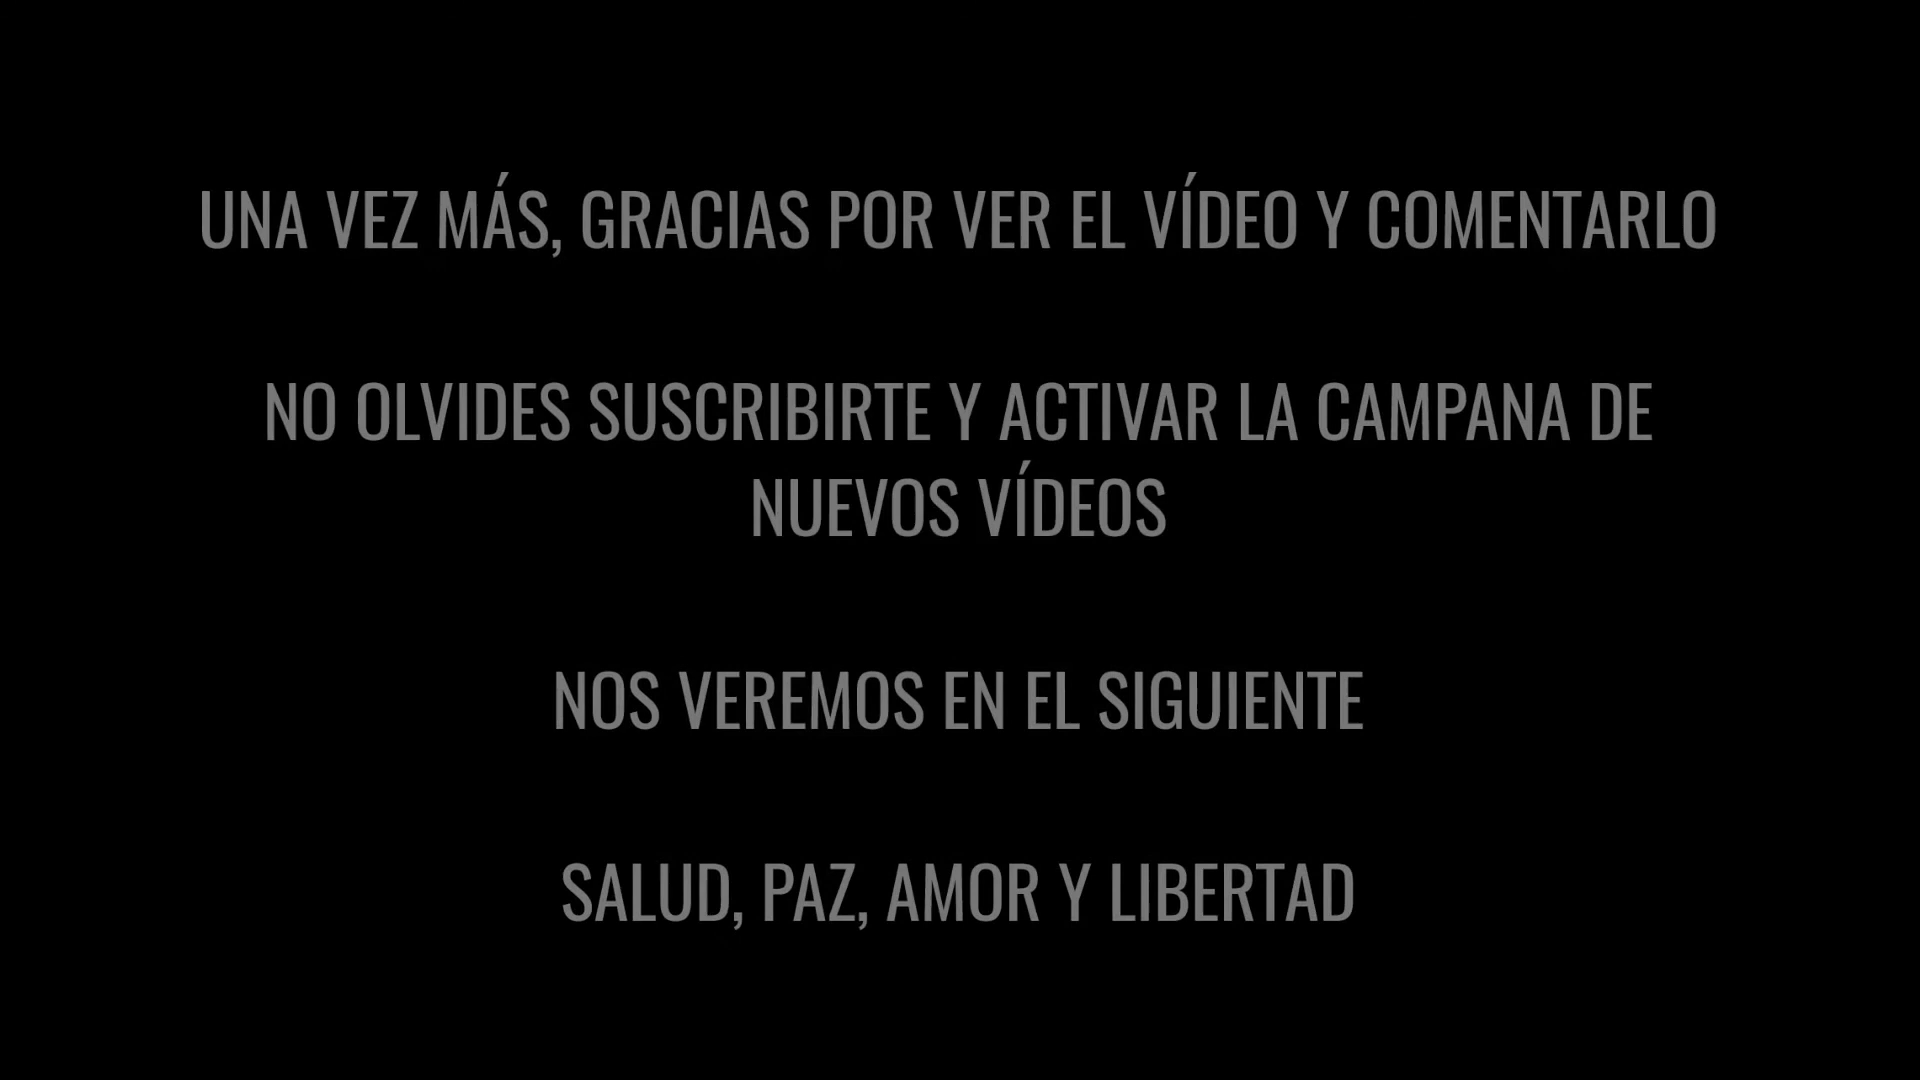 UNA VEZ MÁS, GRACIAS POR VER EL VÍDEO Y COMENTARLO
NO OLVIDES SUSCRIBIRTE Y ACTIVAR LA CAMPANA DE
NUEVOS VÍDEOS
NOS VEREMOS EN EL SIGUIENTE
SALUD, PAZ, AMOR Y LIBERTAD